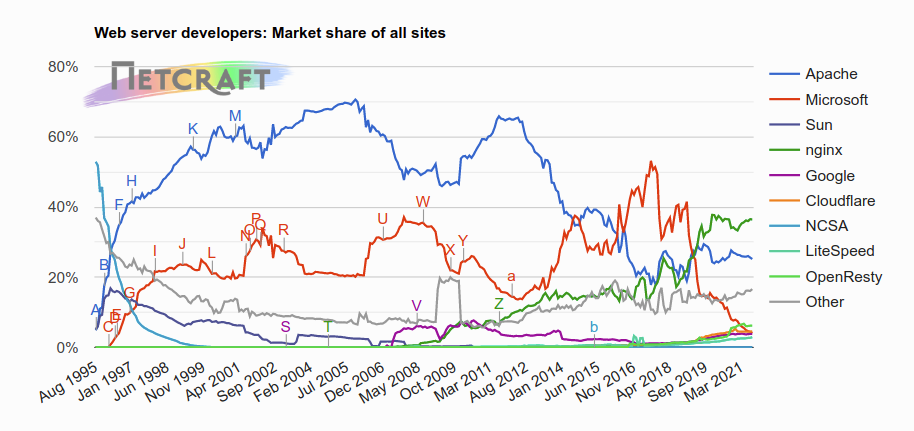 Web server developers: Market share of all sites
80%
60%
40%
20%
0%
NETCRAFT
A
B
C
E
F
G
H
I
J
K
L
M
N
O
P
Q
R
S
T
U
V
W
X
Y
Z
a
b
Aug 1995
Jan 1997
Jun 1998
Nov 1999
Apr 2001
Sep 2002
Feb 2004
Jul 2005
Dec 2006
May 2008
Oct 2009
Mar 2011
Aug 2012
Jan 2014
Jun 2015
Nov 2016
Apr 2018
Sep 2019
Mar 2021
Apache
Microsoft
Sun
nginx
Google
Cloudflare
NCSA
LiteSpeed
OpenResty
Other